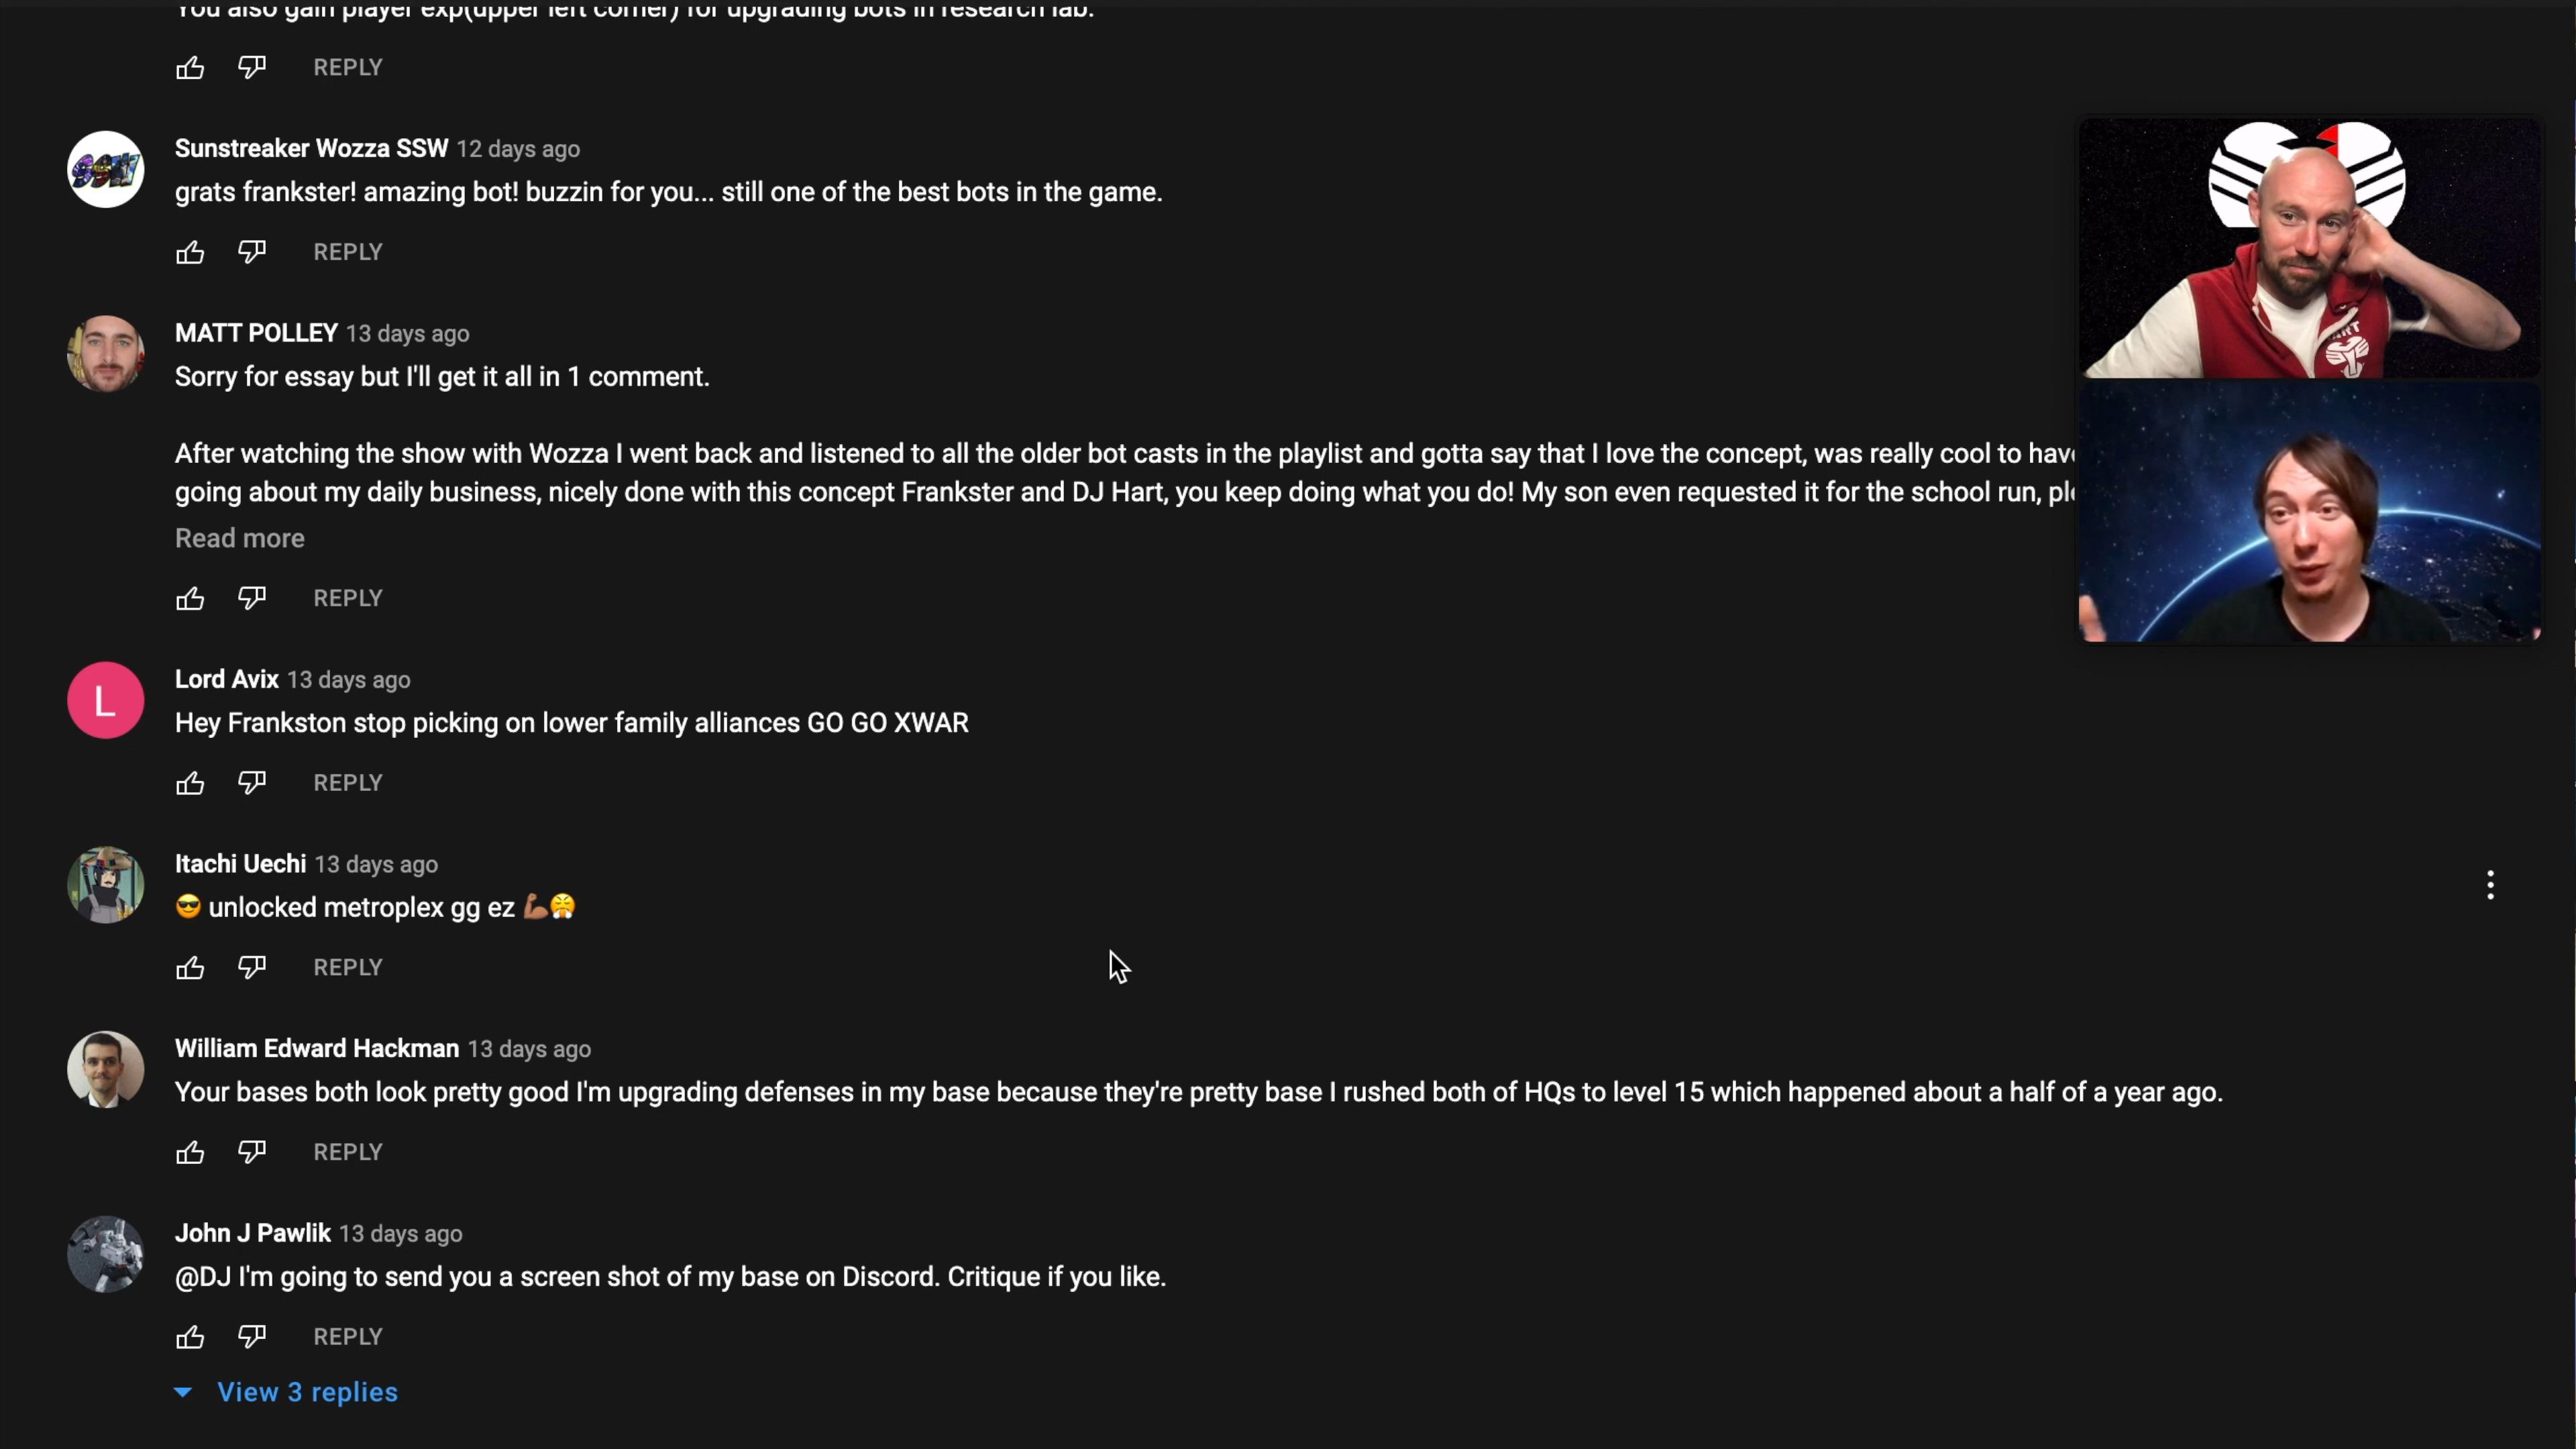 You also gain player exp(upper left corner) for upgrading bots in research lab.
REPLY
Sunstreaker Wozza SSW 12 days ago
grats frankster! amazing bot! buzzin for you... still one of the best bots in the game.
REPLY
MATT POLLEY 13 days ago
Sorry for essay but I'll get it all in 1 comment.
After watching the show with Wozza I went back and listened to all the older bot casts in the playlist and gotta say that I love the concept, was really cool to have
going about my daily business, nicely done with this concept Frankster and DJ Hart, you keep doing what you do! My son even requested it for the school run,
Read more
REPLY
L
Lord Avix 13 days ago
Hey Frankston stop picking on lower family alliances GO GO XWAR
REPLY
Itachi Uechi 13 days ago
😎 unlocked metroplex gg ez 💪🏾😤
REPLY
William Edward Hackman 13 days ago
Your bases both look pretty good I'm upgrading defenses in my base because they're pretty base I rushed both of HQs to level 15 which happened about a half of a year ago.
REPLY
John J Pawlik 13 days ago
@DJ I'm going to send you a screen shot of my base on Discord. Critique if you like.
REPLY
View 3 replies